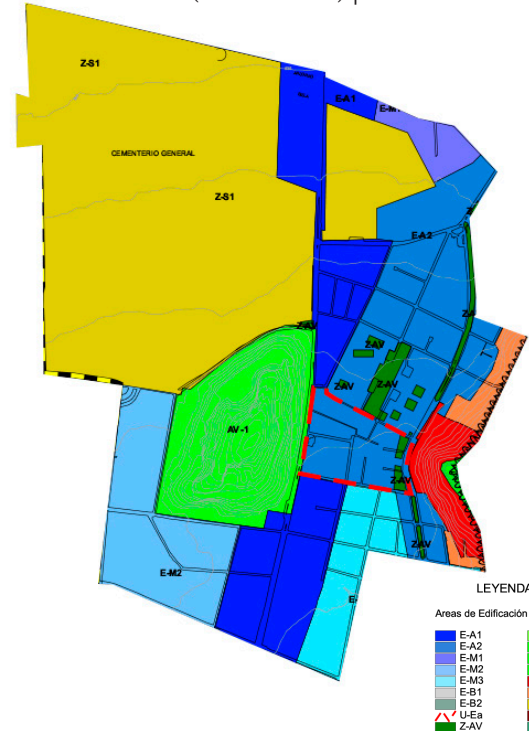 Z-S1
E-A1
E-M1
CEMENTERIO GENERAL
Z-S1
E-A2
Z-AV
Z-AV
Z-AV
Z-AV
AV-1
Z-AV
Z-AV
E-M2
LEYENDA
Areas de Edificación
E-A1
E-A2
E-M1
E-M2
E-M3
E-B1
E-B2
U-Ea
Z-AV